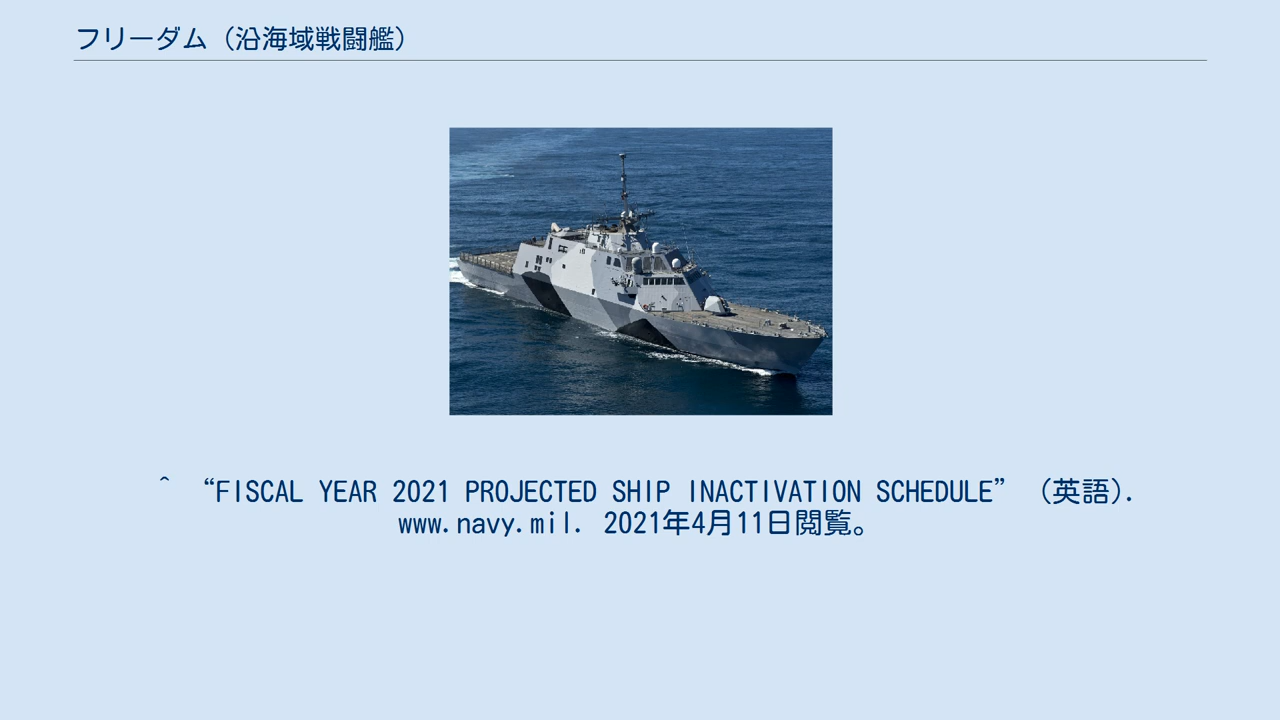 フリーダム（沿海域戦闘艦）
^ “FISCAL YEAR 2021 PROJECTED SHIP INACTIVATION SCHEDULE” （英語）.
www.navy.mil. 2021年4月11日閲覧。